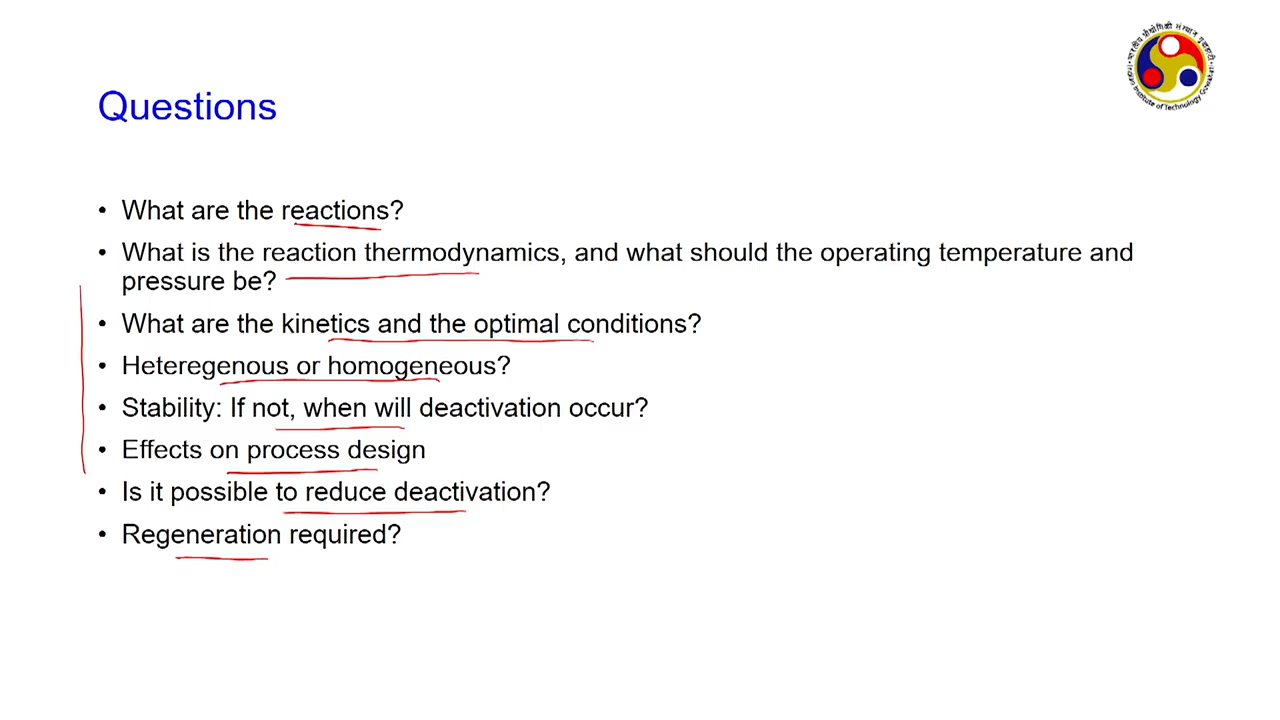 Questions
• What are the reactions?
• What is the reaction thermodynamics, and what should the operating temperature and
pressure be?
• What are the kinetics and the optimal conditions?
• Heteregenous or homogeneous?
• Stability: If not, when will deactivation occur?
• Effects on process design
• Is it possible to reduce deactivation?
• Regeneration required?